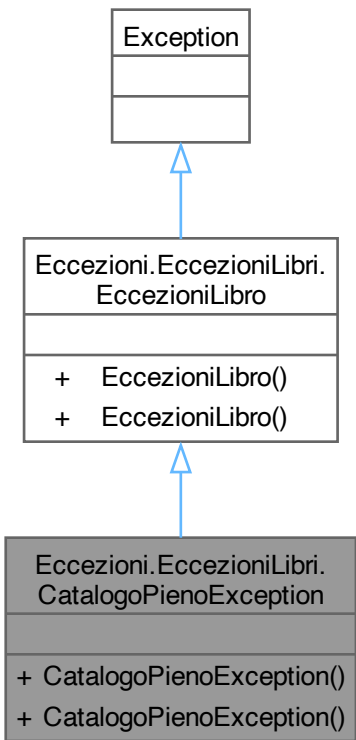 Exception
Eccezioni.EccezioniLibri.
EccezioniLibro
+ EccezioniLibro()
+ EccezioniLibro()
Eccezioni.EccezioniLibri.
CatalogoPienoException
+ CatalogoPienoException()
+ CatalogoPienoException()